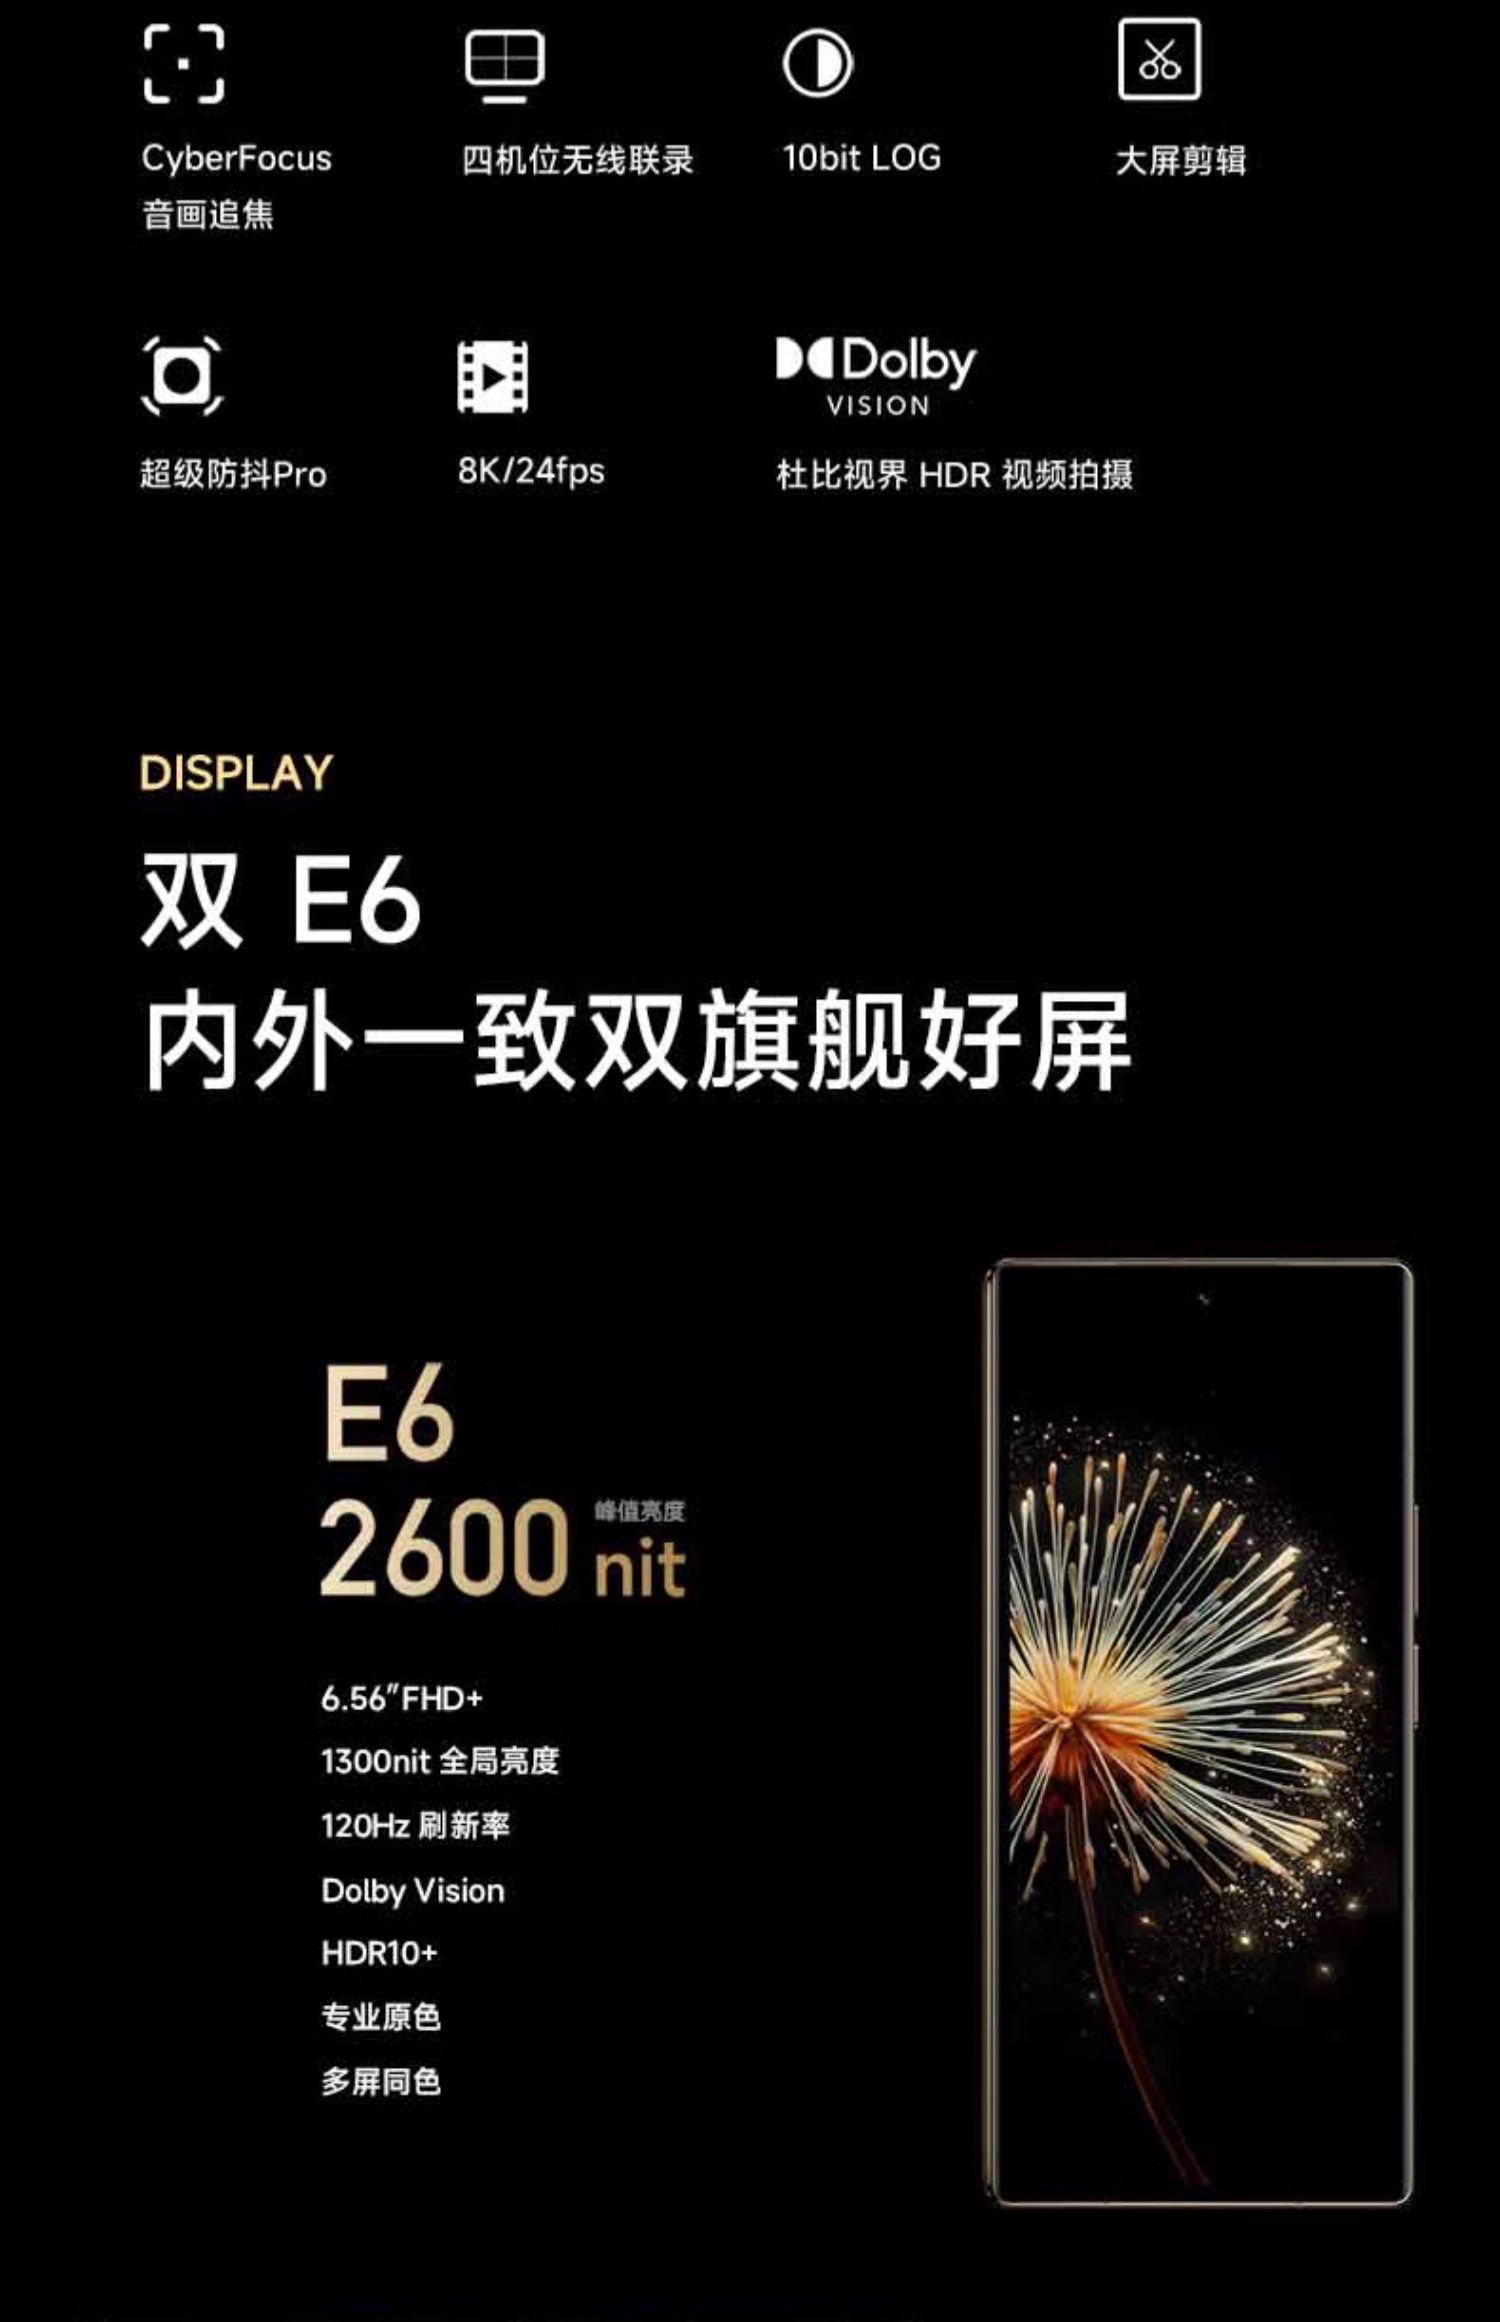 CyberFocus
音画追焦
四机位无线联录
10bit LOG
大屏剪辑
超级防抖Pro
8K/24fps
Dolby
VISION
杜比视界 HDR 视频拍摄
DISPLAY
双 E6
内外一致双旗舰好屏
E6
2600 峰值亮度 nit
6.56″FHD+
1300nit 全局亮度
120Hz 刷新率
Dolby Vision
HDR10+
专业原色
多屏同色